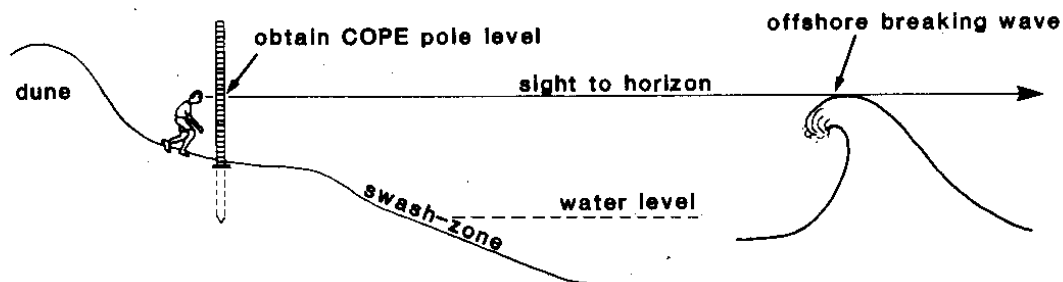 offshore breaking wave
obtain COPE pole level
dune
sight to horizon
swash-zone
water level